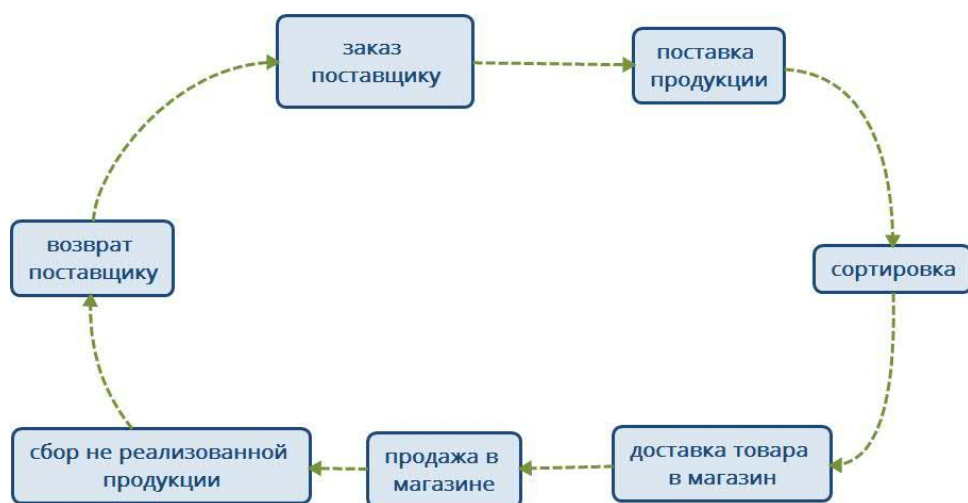 заказ
поставщику
поставка
продукции
сортировка
доставка товара
в магазин
продажа в
магазине
сбор не реализованной
продукции
возврат
поставщику